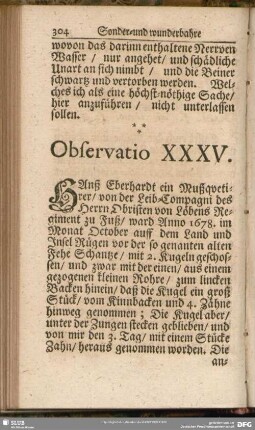 304 Sonder-und wunderbahre
wovon das darinn enthaltene Nerrven
Wasser / nur angehet / und schädliche
Unart an sich nimbt / und die Beiner
schwartz und vertorben werden. Wel-
ches ich als eine höchst-nöthige Sache /
hier anzuführen / nicht unterlassen
sollen.
* * *
Observatio XXXV.
HAnß Eberhardt ein Mußqveti-
rer / von der Leib-Compagni des
Herrn Obristen von Löbens Re-
giment zu Fuß / ward Anno 1678. im
Monat October auff dem Land und
Insel Rügen vor der so genanten alten
Fehe Schantze / mit 2. Kugeln geschos-
sen / und zwar mit der einen / aus einem
gezogenen kleinen Rohre / zum lincken
Backen hinein / daß die Kugel ein groß
Stück / vom Kinnbacken und 4. Zähne
hinweg genommen ; Die Kugel aber /
unter der Zungen stecken geblieben / und
von mir den 3. Tag / mit einem Stücke
Zahn / heraus genommen worden. Die
an-
SLUB
DFG